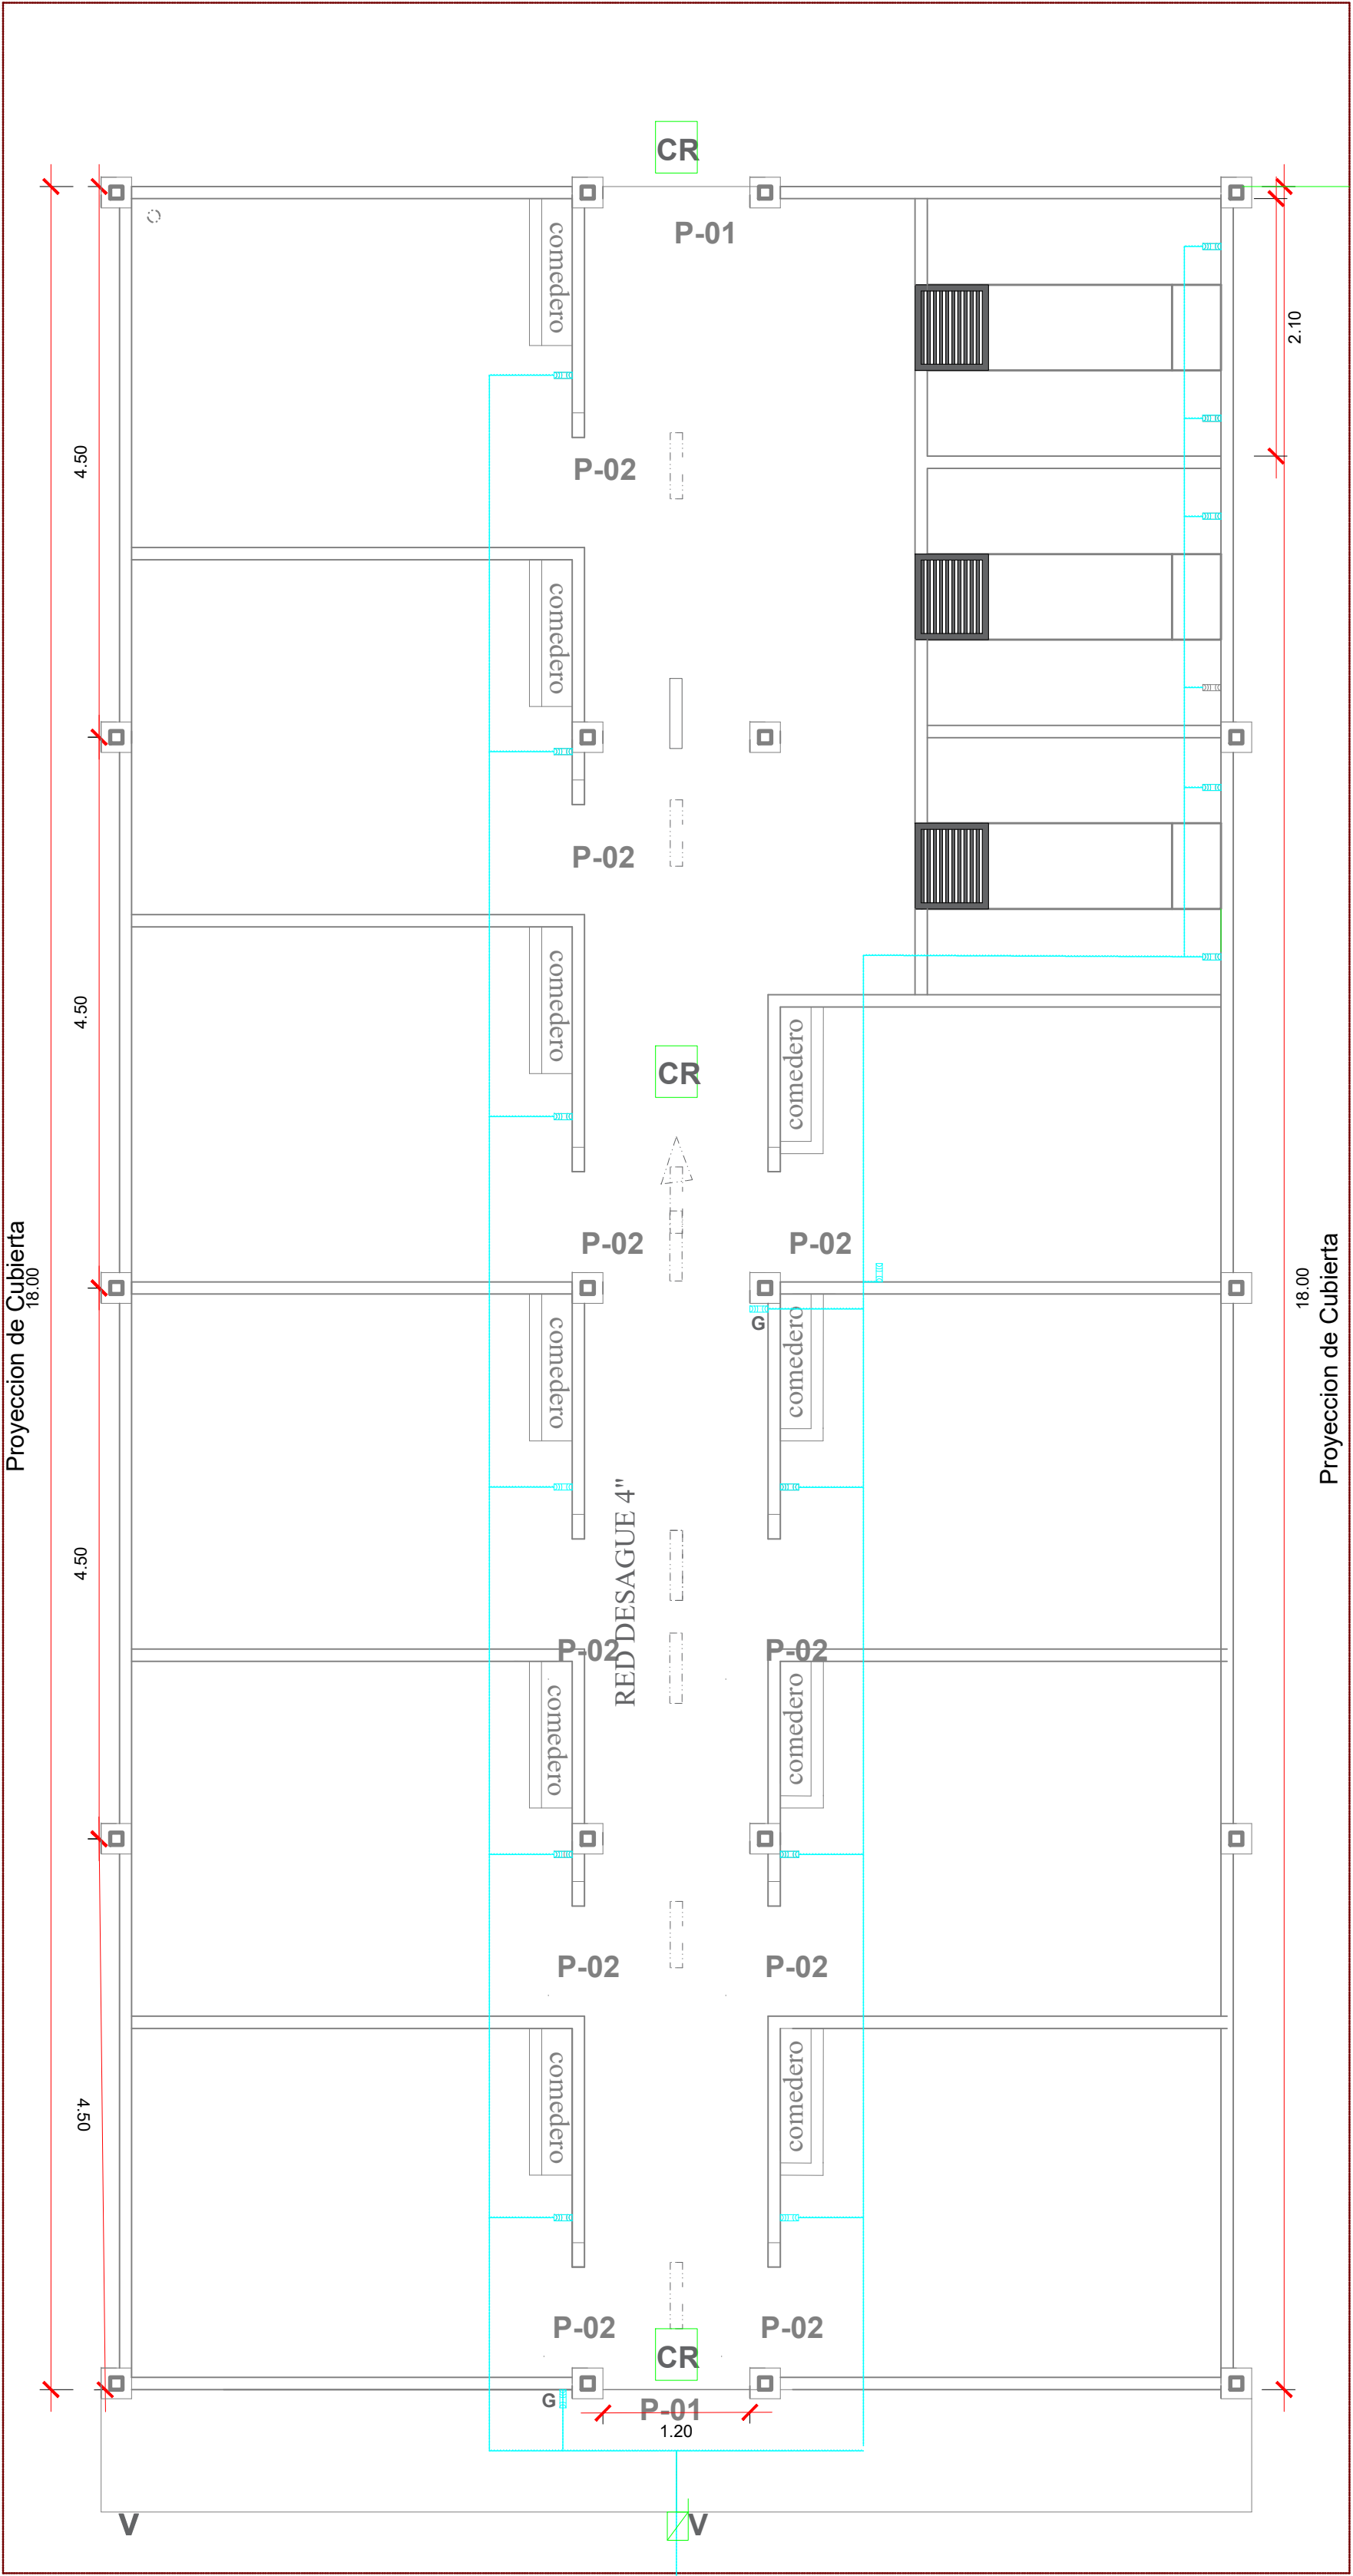 CR
P-01
comedero
2.10
4.50
P-02
comedero
P-02
comedero
4.50
CR
comedero
P-02
P-02
Proyeccion de Cubierta
18.00
18.00
Proyeccion de Cubierta
G
comedero
comedero
RED DESAGUE 4"
4.50
P-02
P-02
comedero
comedero
P-02
P-02
comedero
comedero
4.50
P-02
P-02
CR
G
P-01
1.20
V
V